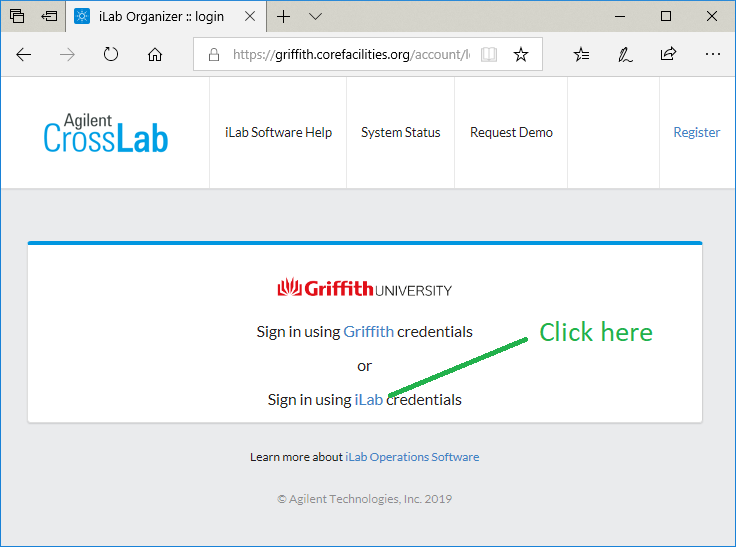 iLab Organizer :: login
https://griffith.corefacilities.org/account/l
Agilent
CrossLab
iLab Software Help
System Status
Request Demo
Register
Griffith UNIVERSITY
Sign in using Griffith credentials
or
Sign in using iLab credentials
Click here
Learn more about iLab Operations Software
© Agilent Technologies, Inc. 2019